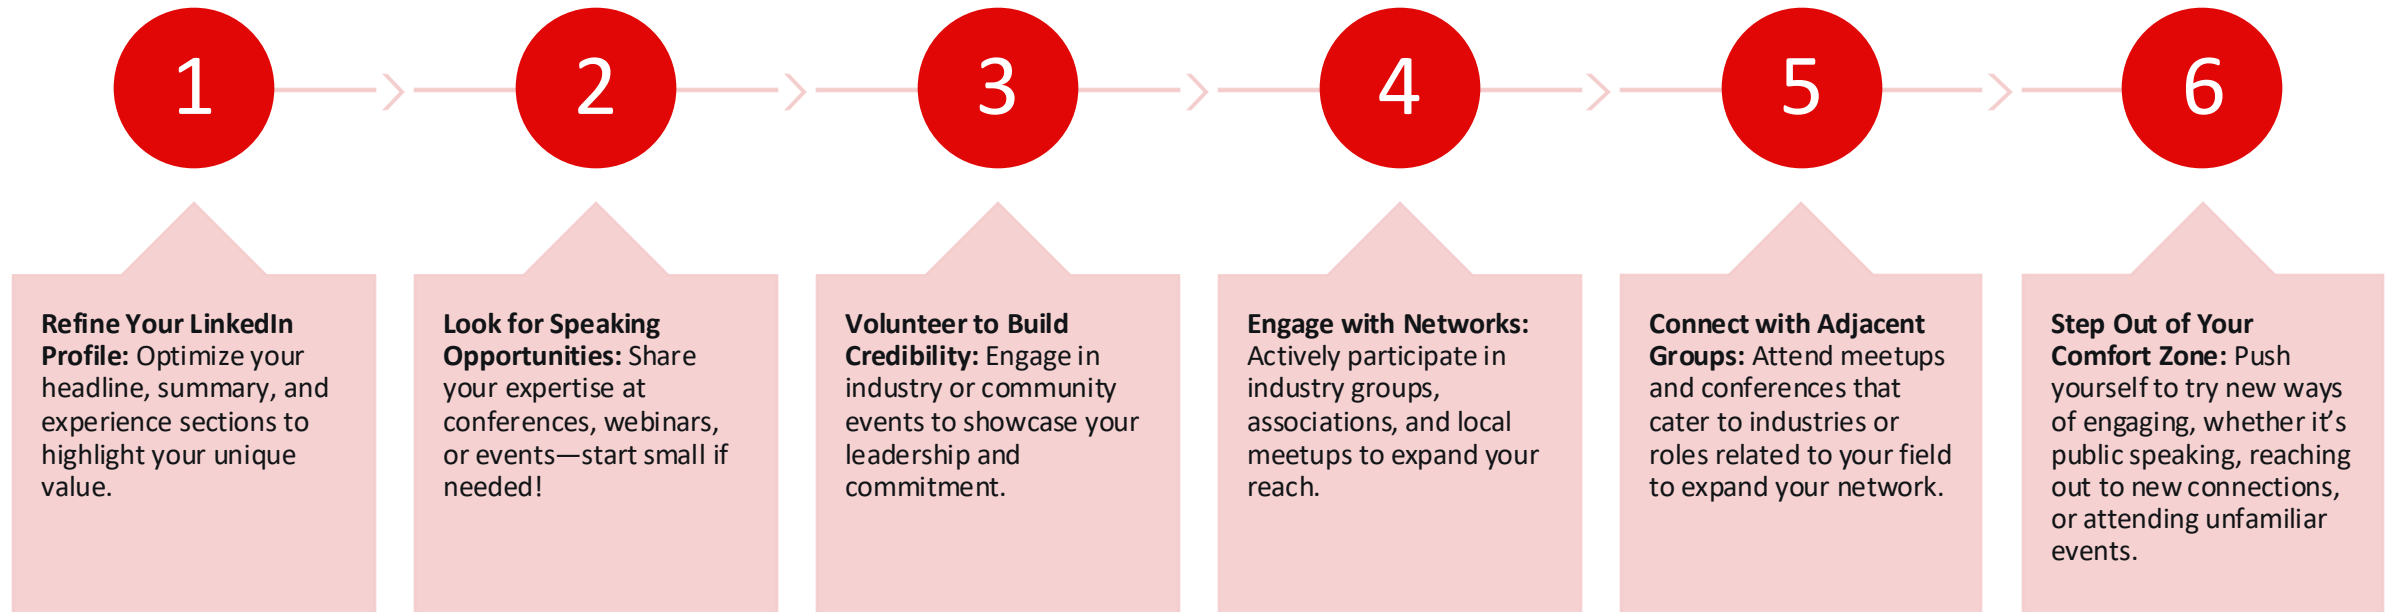 1
2
3
4
5
6
Refine Your LinkedIn
Profile: Optimize your
headline, summary, and
experience sections to
highlight your unique
value.
Look for Speaking
Opportunities: Share
your expertise at
conferences, webinars,
or events—start small if
needed!
Volunteer to Build
Credibility: Engage in
industry or community
events to showcase your
leadership and
commitment.
Engage with Networks:
Actively participate in
industry groups,
associations, and local
meetups to expand your
reach.
Connect with Adjacent
Groups: Attend meetups
and conferences that
cater to industries or
roles related to your field
to expand your network.
Step Out of Your
Comfort Zone: Push
yourself to try new ways
of engaging, whether it’s
public speaking, reaching
out to new connections,
or attending unfamiliar
events.